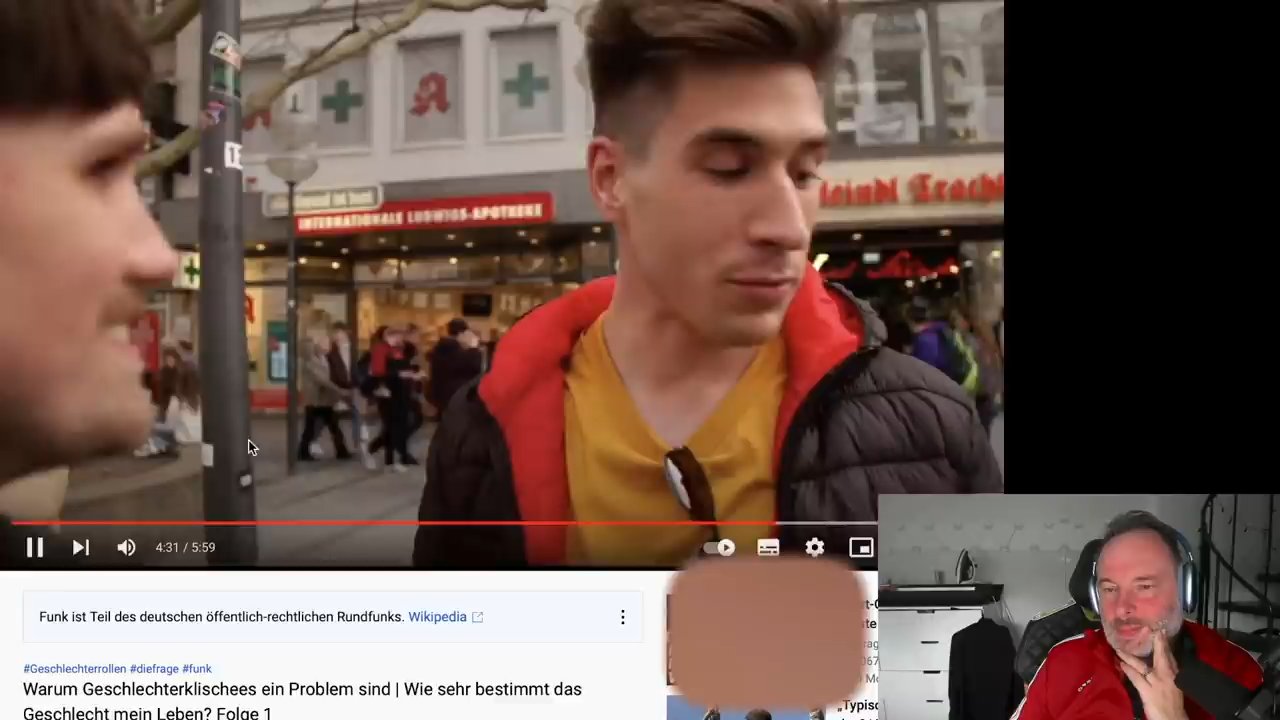 INTERNATIONALE LUDWIGS-APOTHEKE
4:31 / 5:59
Funk ist Teil des deutschen öffentlich-rechtlichen Rundfunks. Wikipedia
#Geschlechterrollen #diefrage #funk
Warum Geschlechterklischees ein Problem sind | Wie sehr bestimmt das
Geschlecht mein Leben? Folge 1
„Typisc